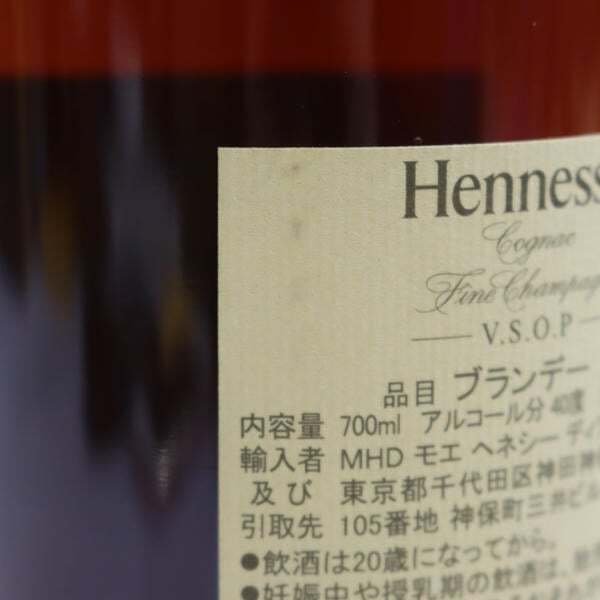 Henness
Cognac
Fine Champag
V.S.O.P
品目 ブランデー
内容量 700ml アルコール分 40度
輸入者 MHD モエ ヘネシー ディ
及び 東京都千代田区神田神
引取先 105番地 神保町三井ビル
●飲酒は20歳になってから。
●妊娠中や授乳期の飲酒は、